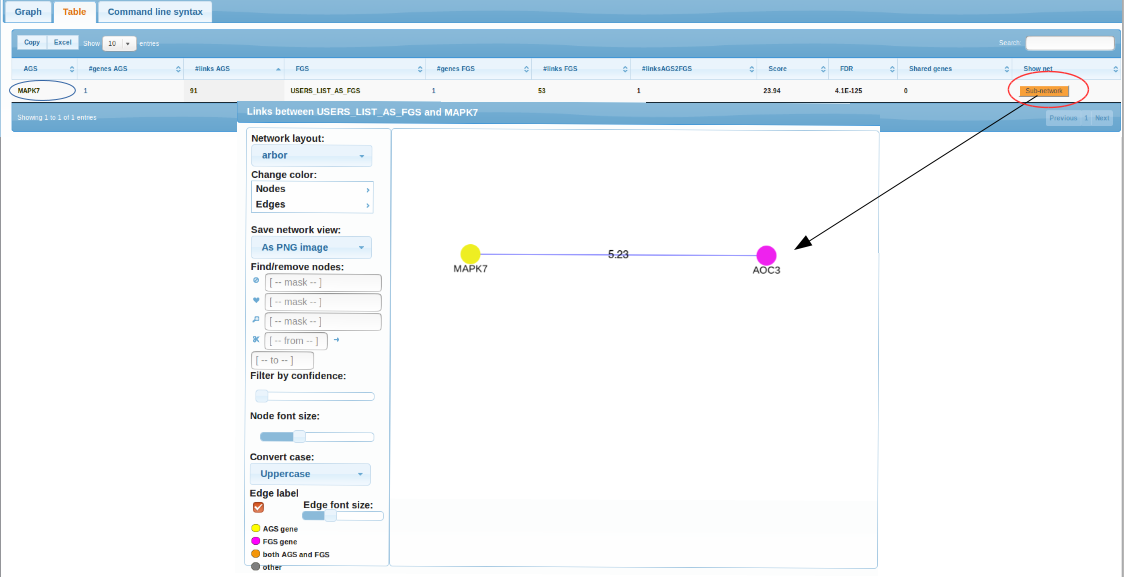 Graph Table Command line syntax
Copy Excel Show 10 entries Search:
AGS #genes AGS #links AGS FGS #genes FGS #links FGS #linksAGS2FGS Score FDR Shared genes Show net
MAPK7 1 91 USERS_LIST_AS_FGS 1 53 1 23.94 4.1E-125 0 Sub-network
Showing 1 to 1 of 1 entries Previous 1 Next
Links between USERS_LIST_AS_FGS and MAPK7
Network layout:
arbor
Change color:
Nodes
Edges
Save network view:
As PNG image
Find/remove nodes:
[ -- mask -- ]
[ -- mask -- ]
[ -- mask -- ]
[ -- from -- ]
[ -- to -- ]
Filter by confidence:
Node font size:
Convert case:
Uppercase
Edge label
Edge font size:
AGS gene
FGS gene
both AGS and FGS
other
5.23
MAPK7 AOC3